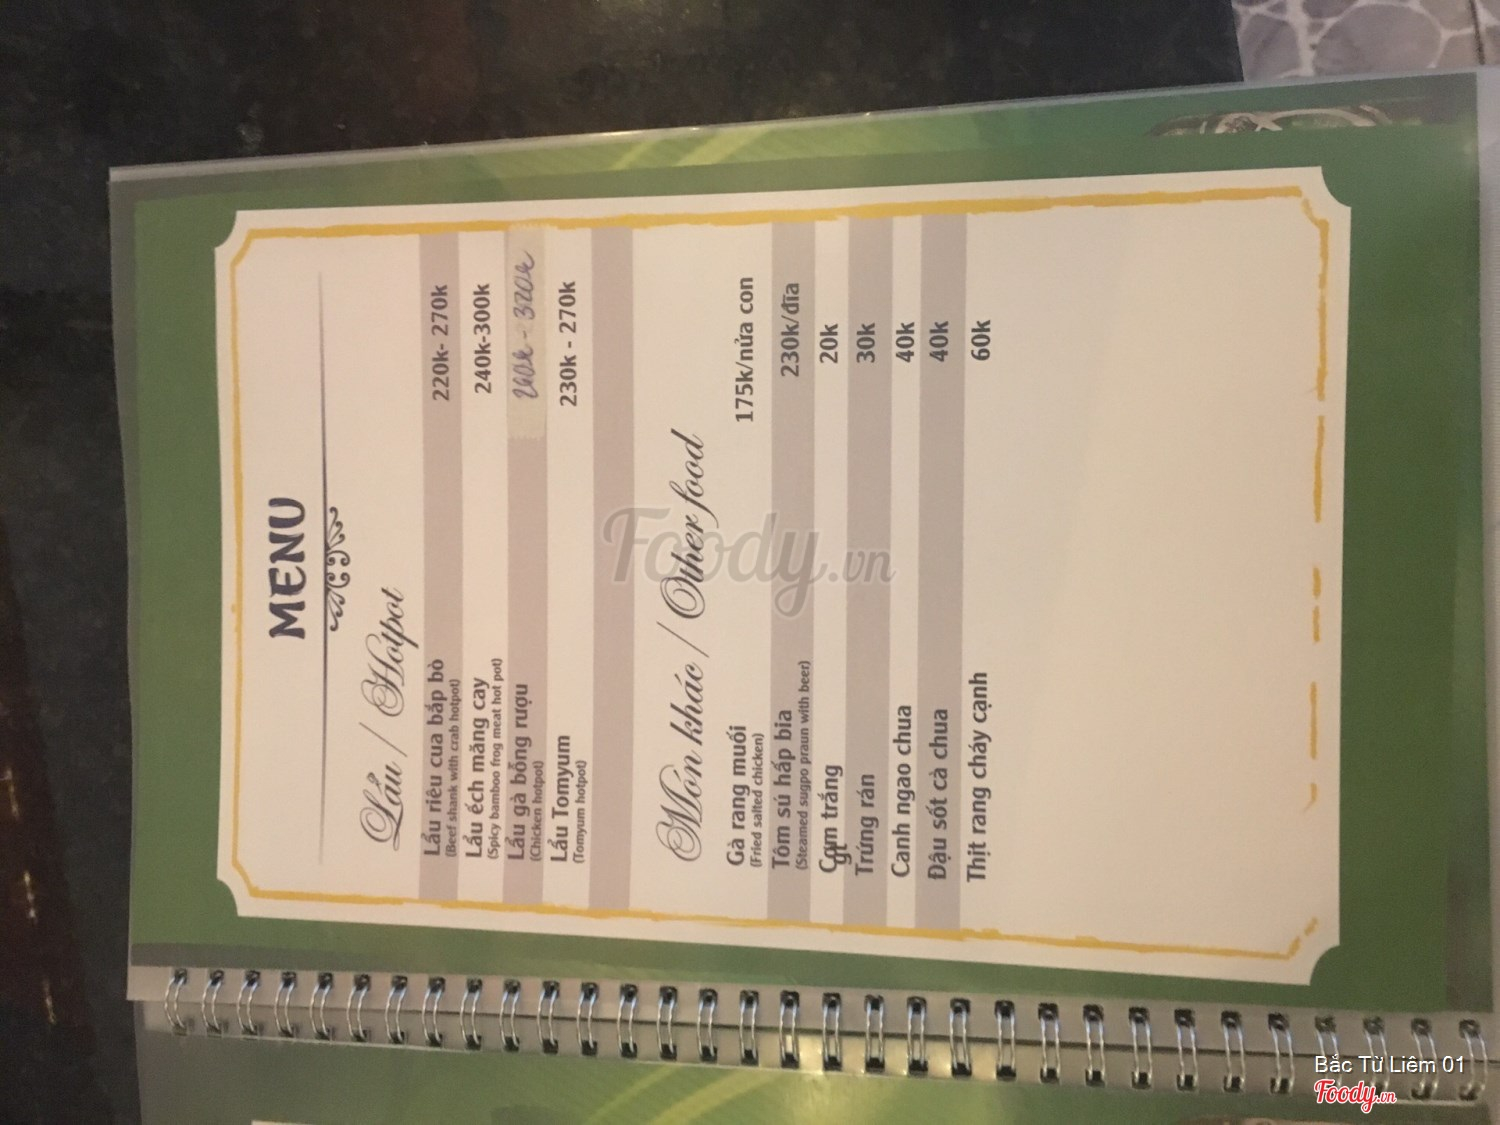 MENU
Lẩu / Hotpot
Lẩu riêu cua bắp bò 220k- 270k
(Beef shank with crab hotpot)
Lẩu ếch măng cay 240k-300k
(Spicy bamboo frog meat hot pot)
Lẩu gà bỗng rượu 260k - 320k
(Chicken hotpot)
Lẩu Tomyum 230k - 270k
(Tomyum hotpot)
Món khác / Other food
Gà rang muối 175k/nửa con
(Fried salted chicken)
Tôm sú hấp bia 230k/đĩa
(Steamed sugpo praun with beer)
Cơm trắng 20k
gt
Trứng rán 30k
Canh ngao chua 40k
Đậu sốt cà chua 40k
Thịt rang cháy cạnh 60k
Foody.vn
Bắc Từ Liêm 01
Foody.vn